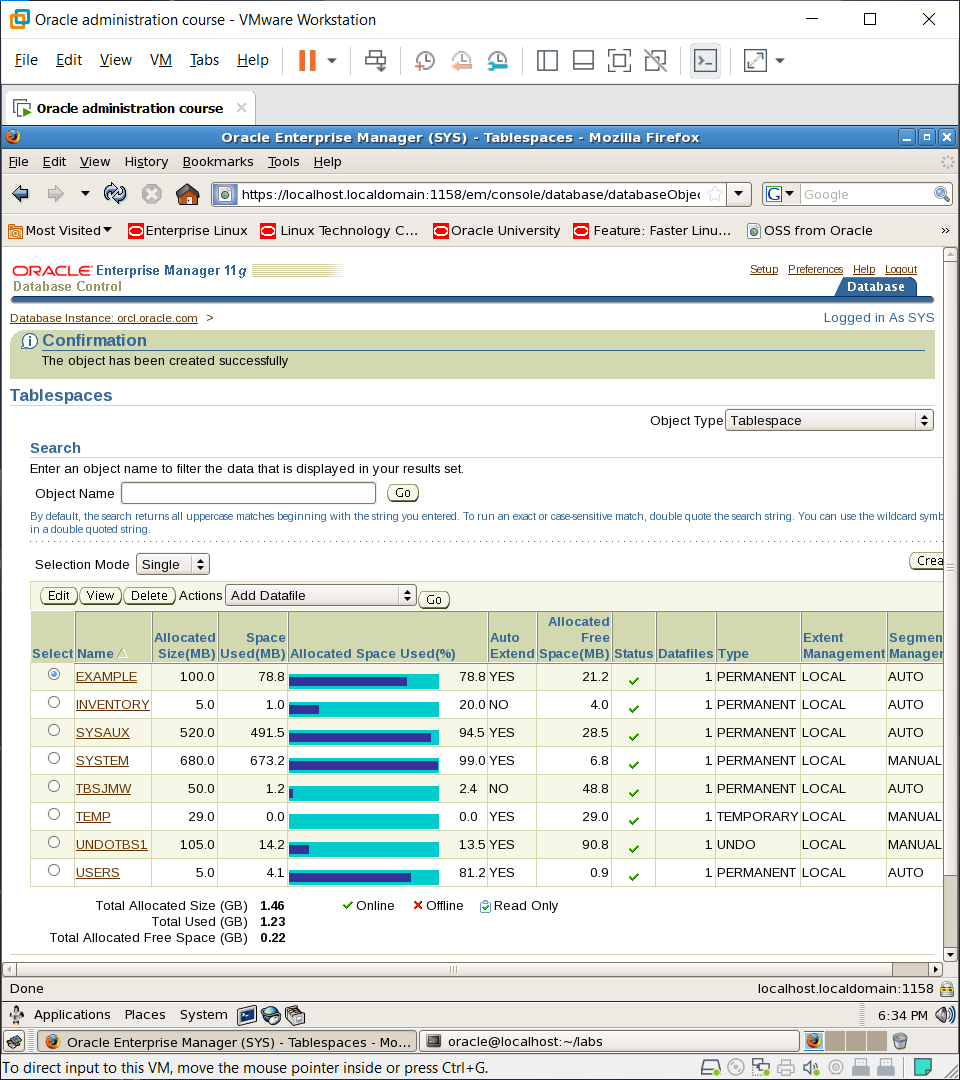 Oracle administration course - VMware Workstation
File Edit View VM Tabs Help
Oracle administration course
Oracle Enterprise Manager (SYS) - Tablespaces - Mozilla Firefox
File Edit View History Bookmarks Tools Help
https://localhost.localdomain:1158/em/console/database/databaseObjec
G Google
Most Visited Enterprise Linux Linux Technology C... Oracle University Feature: Faster Linu... OSS from Oracle »
ORACLE Enterprise Manager 11g
Database Control
Setup Preferences Help Logout
Database
Database Instance: orcl.oracle.com >
Logged in As SYS
Confirmation
The object has been created successfully
Tablespaces
Object Type Tablespace
Search
Enter an object name to filter the data that is displayed in your results set.
Object Name Go
By default, the search returns all uppercase matches beginning with the string you entered. To run an exact or case-sensitive match, double quote the search string. You can use the wildcard symb
in a double quoted string.
Selection Mode Single
Crea
Edit View Delete Actions Add Datafile Go
Select Name Allocated Size(MB) Space Used(MB) Allocated Space Used(%) Auto Extend Allocated Free Space(MB) Status Datafiles Type Extent Management Segmen Manager
EXAMPLE 100.0 78.8 78.8 YES 21.2 1 PERMANENT LOCAL AUTO
INVENTORY 5.0 1.0 20.0 NO 4.0 1 PERMANENT LOCAL AUTO
SYSAUX 520.0 491.5 94.5 YES 28.5 1 PERMANENT LOCAL AUTO
SYSTEM 680.0 673.2 99.0 YES 6.8 1 PERMANENT LOCAL MANUAL
TBSJMW 50.0 1.2 2.4 NO 48.8 1 PERMANENT LOCAL AUTO
TEMP 29.0 0.0 0.0 YES 29.0 1 TEMPORARY LOCAL MANUAL
UNDOTBS1 105.0 14.2 13.5 YES 90.8 1 UNDO LOCAL MANUAL
USERS 5.0 4.1 81.2 YES 0.9 1 PERMANENT LOCAL AUTO
Total Allocated Size (GB) 1.46 Online Offline Read Only
Total Used (GB) 1.23
Total Allocated Free Space (GB) 0.22
Done localhost.localdomain:1158
Applications Places System 6:34 PM
Oracle Enterprise Manager (SYS) - Tablespaces - Mo... oracle@localhost:~/labs
To direct input to this VM, move the mouse pointer inside or press Ctrl+G.